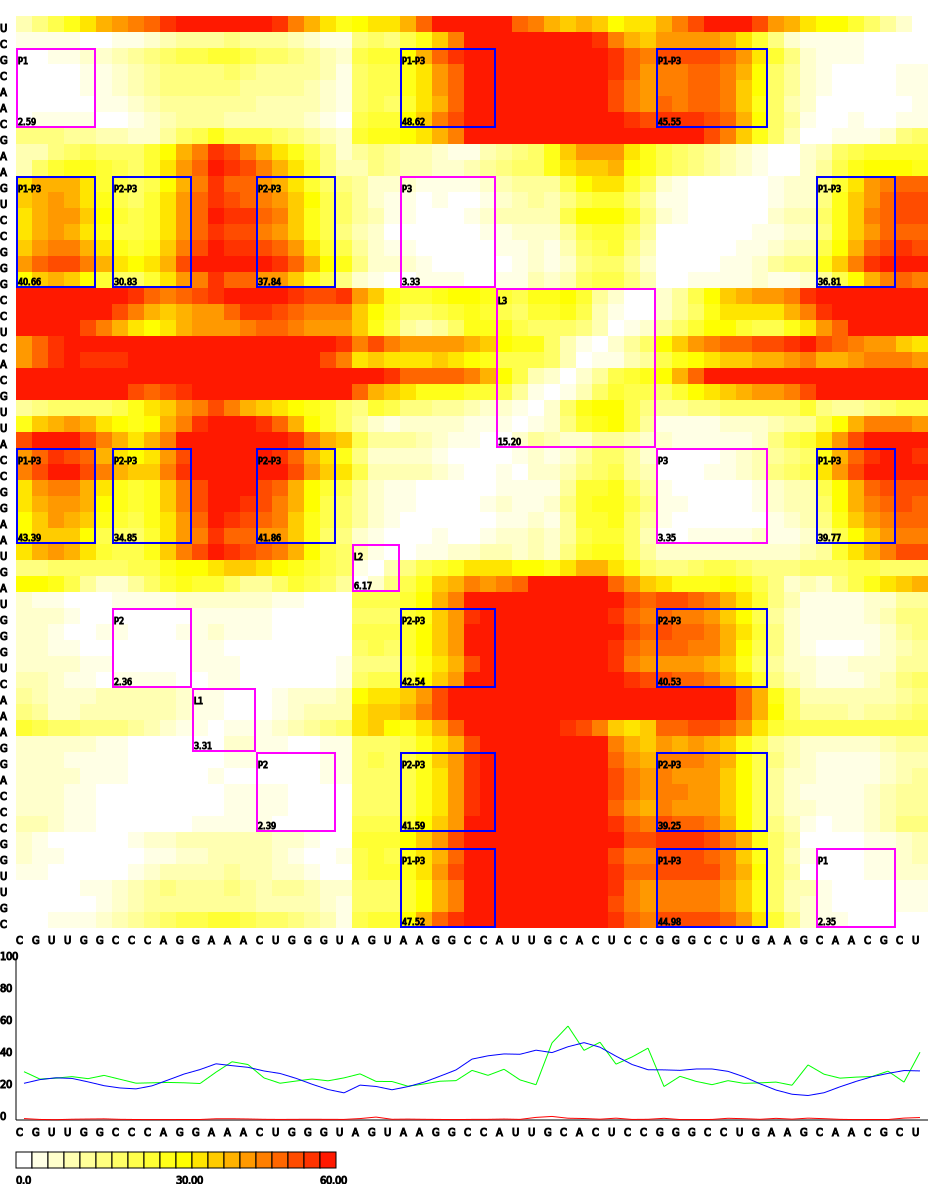 U
C
G P1 P1-P3 P1-P3
C
A
A
C 2.59 48.62 45.55
G
A
A
G P1-P3 P2-P3 P2-P3 P3 P1-P3
U
C
C
G
G
G 40.66 30.83 37.84 3.33 36.81
C L3
C
U
C
A
C
G
U
U
A 15.20
C P1-P3 P2-P3 P2-P3 P3 P1-P3
C
G
G
A
A 43.39 34.85 41.86 3.35 39.77
U L2
G
A 6.17
U
G P2 P2-P3 P2-P3
G
G
U
C 2.36 42.54 40.53
A L1
A
A
G 3.31
G P2 P2-P3 P2-P3
A
C
C
C 2.39 41.59 39.25
G
G P1-P3 P1-P3 P1
U
U
G
C 47.52 44.98 2.35
C G U U G G C C C A G G A A A C U G G G U A G U A A G G C C A U U G C A C U C C G G G C C U G A A G C A A C G C U
100
80
60
40
20
0
C G U U G G C C C A G G A A A C U G G G U A G U A A G G C C A U U G C A C U C C G G G C C U G A A G C A A C G C U
0.0 30.00 60.00